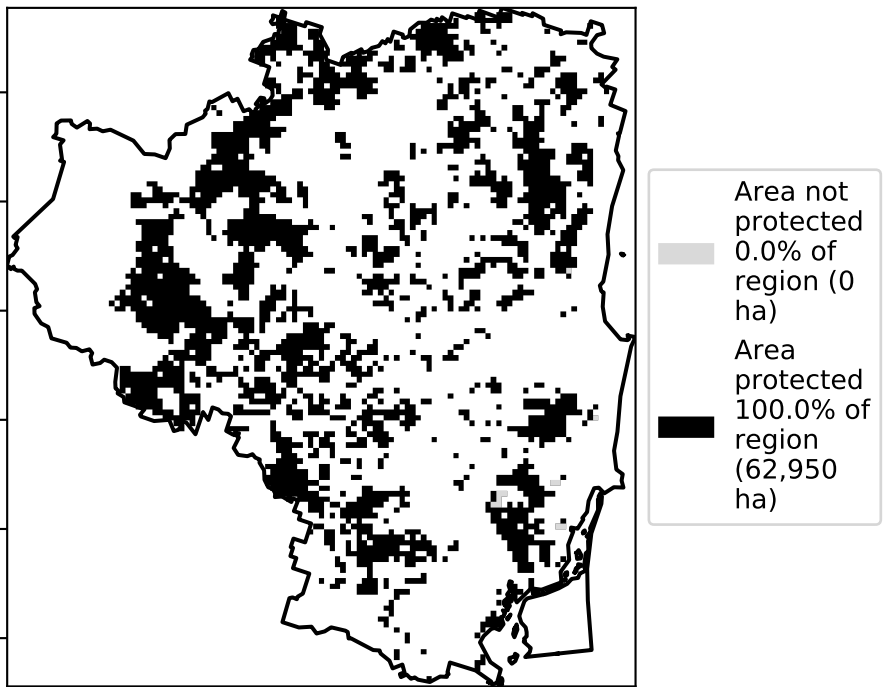 Area not
protected
0.0% of
region (0
ha)
Area
protected
100.0% of
region
(62,950
ha)